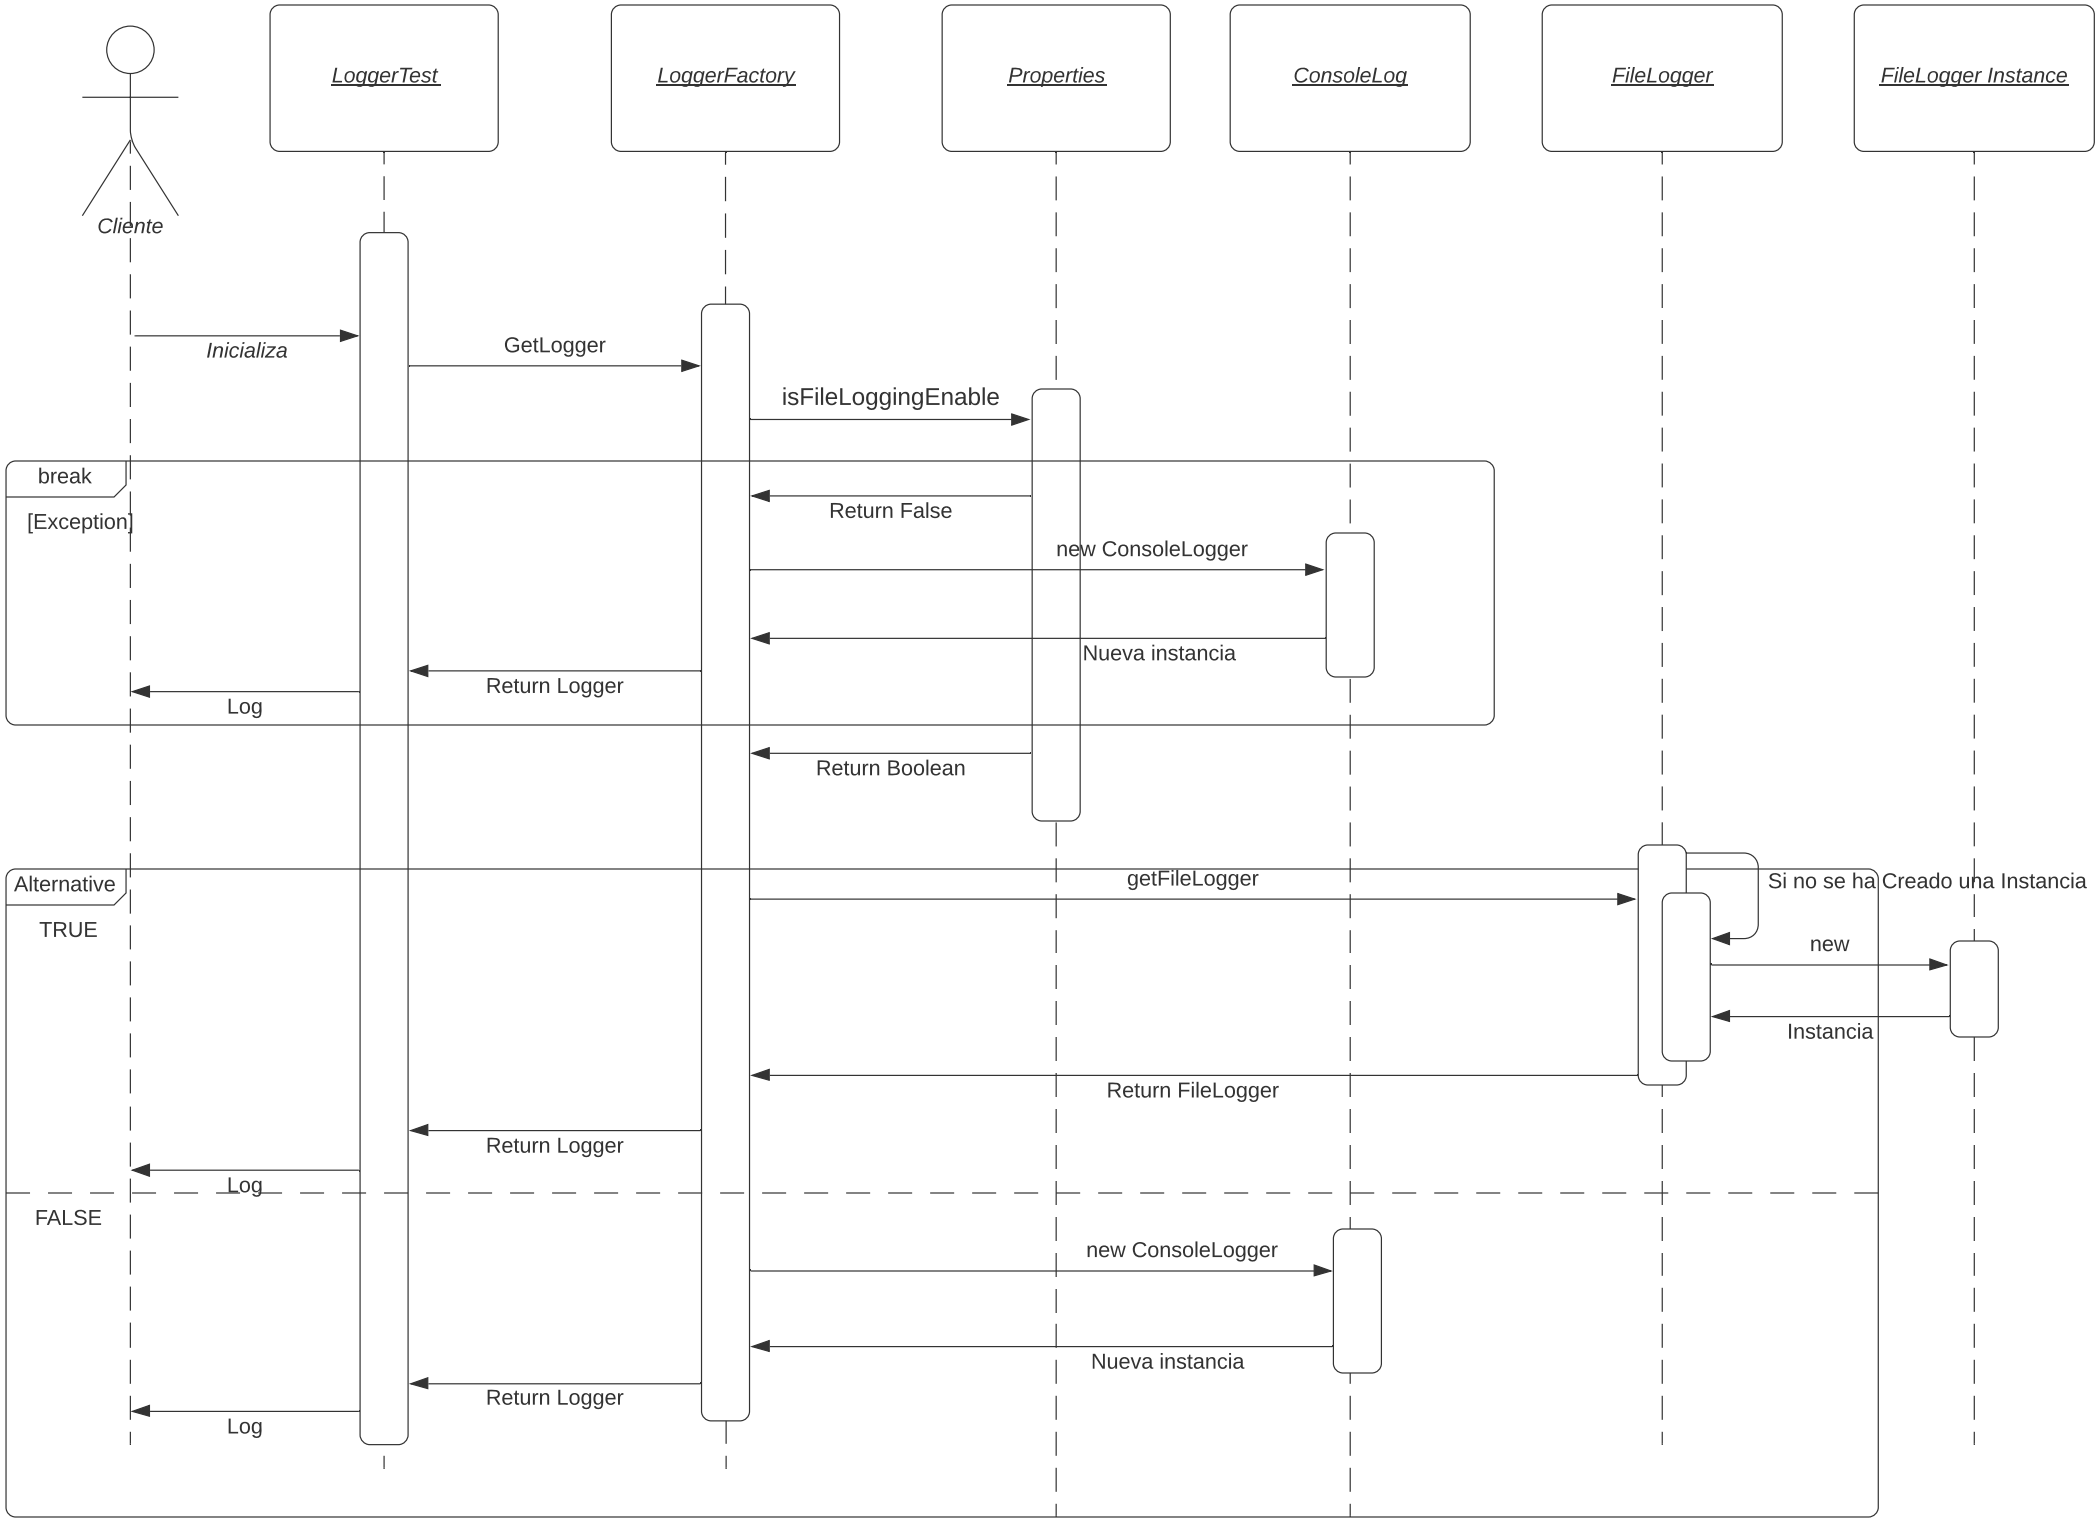 LoggerTest
LoggerFactory
Properties
ConsoleLog
FileLogger
FileLogger Instance
Cliente
Inicializa
GetLogger
isFileLoggingEnable
break
[Exception]
Return False
new ConsoleLogger
Nueva instancia
Return Logger
Log
Return Boolean
Alternative
TRUE
getFileLogger
Si no se ha Creado una Instancia
new
Instancia
Return FileLogger
Return Logger
Log
FALSE
new ConsoleLogger
Nueva instancia
Return Logger
Log